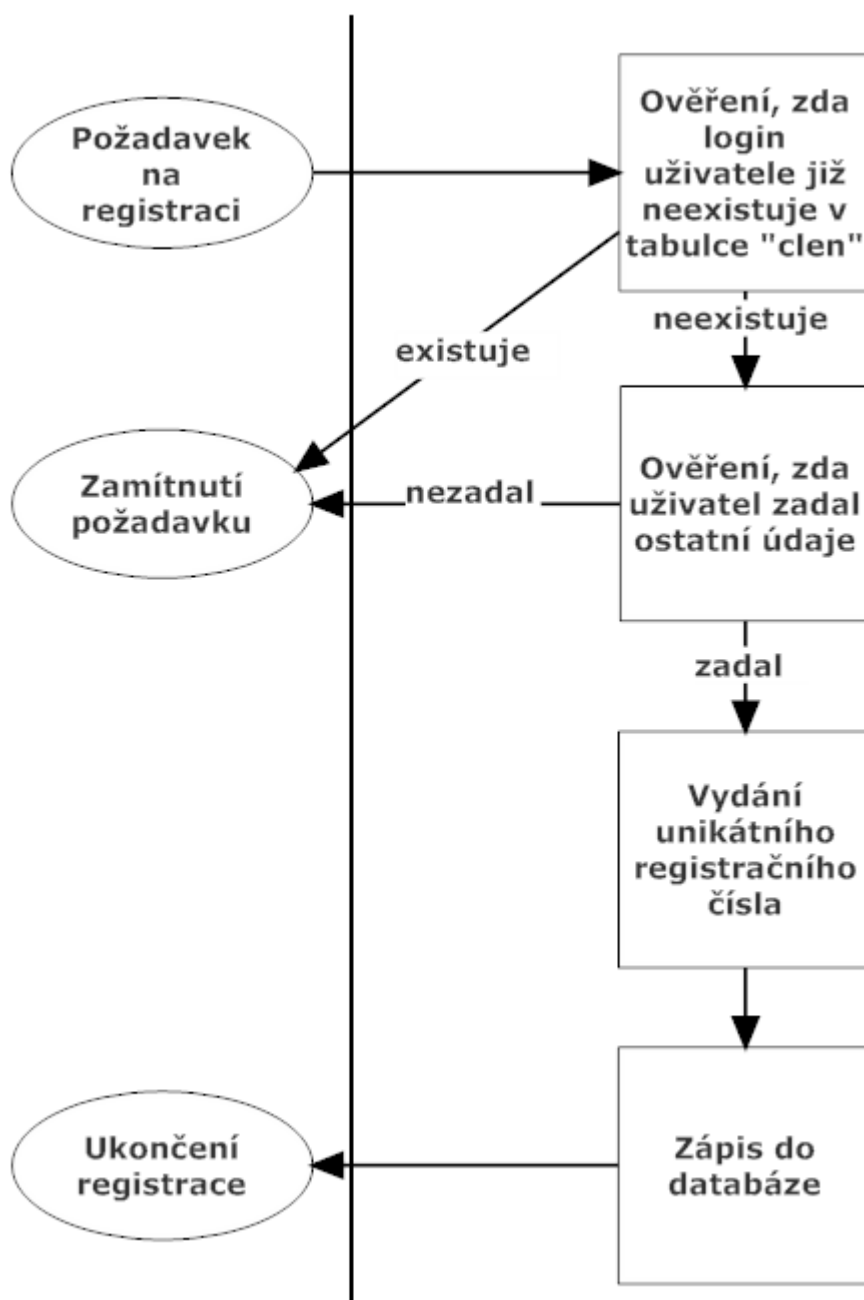 Požadavek
na
registraci
Ověření, zda
login
uživatele již
neexistuje v
tabulce "clen"
neexistuje
existuje
Zamítnutí
požadavku
nezadal
Ověření, zda
uživatel zadal
ostatní údaje
zadal
Vydání
unikátního
registračního
čísla
Ukončení
registrace
Zápis do
databáze